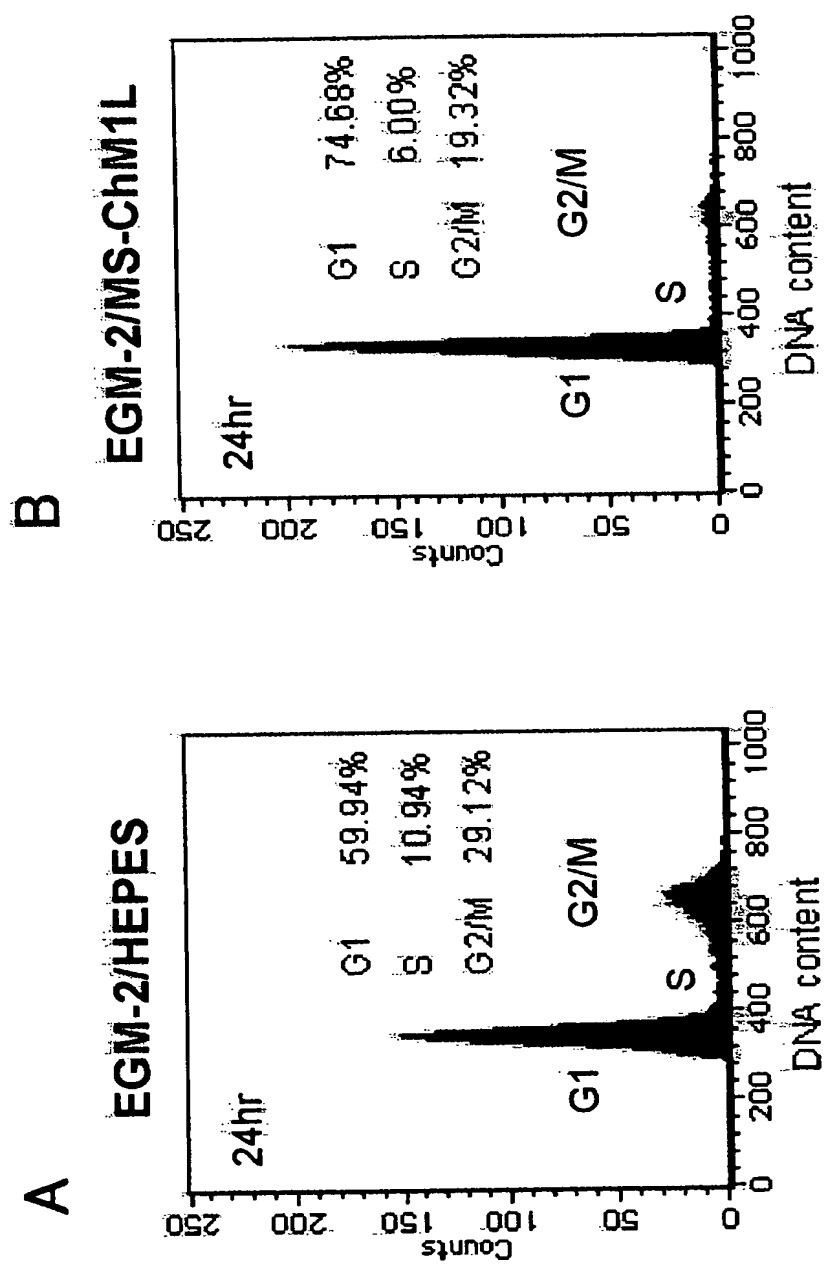 A
EGM-2/HEPES
24hr
G1 59.94%
S 10.94%
G2/M 29.12%
G1
S
G2/M
Counts
250
200
150
100
50
0
0 200 400 600 800 1000
DNA content
B
EGM-2/MS-ChM1L
24hr
G1 74.68%
S 6.00%
G2/M 19.32%
G1
S
G2/M
Counts
250
200
150
100
50
0
0 200 400 600 800 1000
DNA content